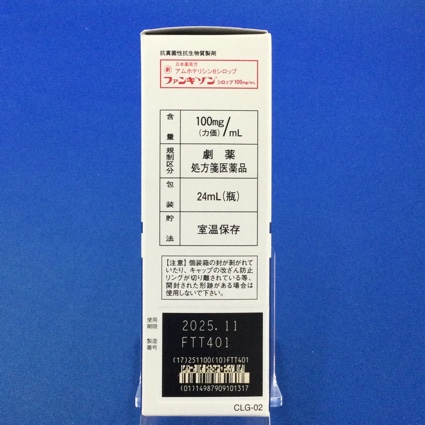 抗真菌性抗生物質製剤
日本薬局方
劇 アムホテリシンBシロップ
ファンギゾン シロップ100mg/mL
含量 100mg(力価)/mL
規制区分 劇薬
処方箋医薬品
包装 24mL(瓶)
貯法 室温保存
【注意】個装箱の封が剥がれて
いたり、キャップの改ざん防止
リングが切り離されている等、
開封された形跡がある場合は
使用しないで下さい。
使用期限 2025.11
製造番号 FTT401
(17)251100(10)FTT401
(01)14987909101317
CLG-02